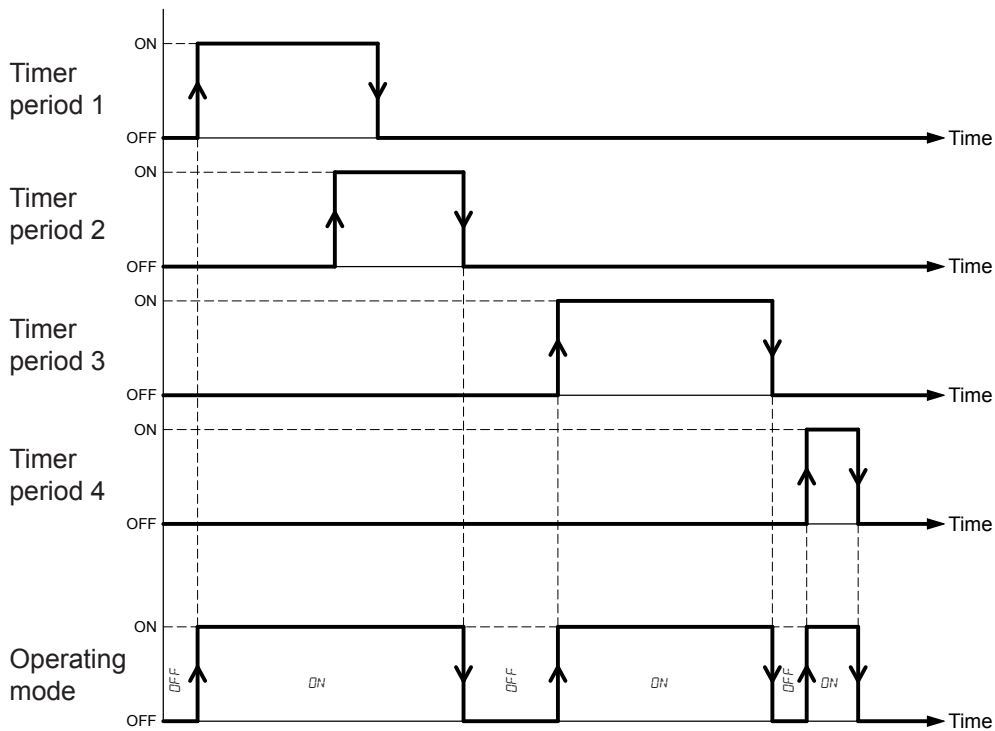 ON
Timer
period 1
OFF
Time
ON
Timer
period 2
OFF
Time
ON
Timer
period 3
OFF
Time
ON
Timer
period 4
OFF
Time
ON
Operating
mode
OFF
ON
OFF
ON
OFF
ON
OFF
Time